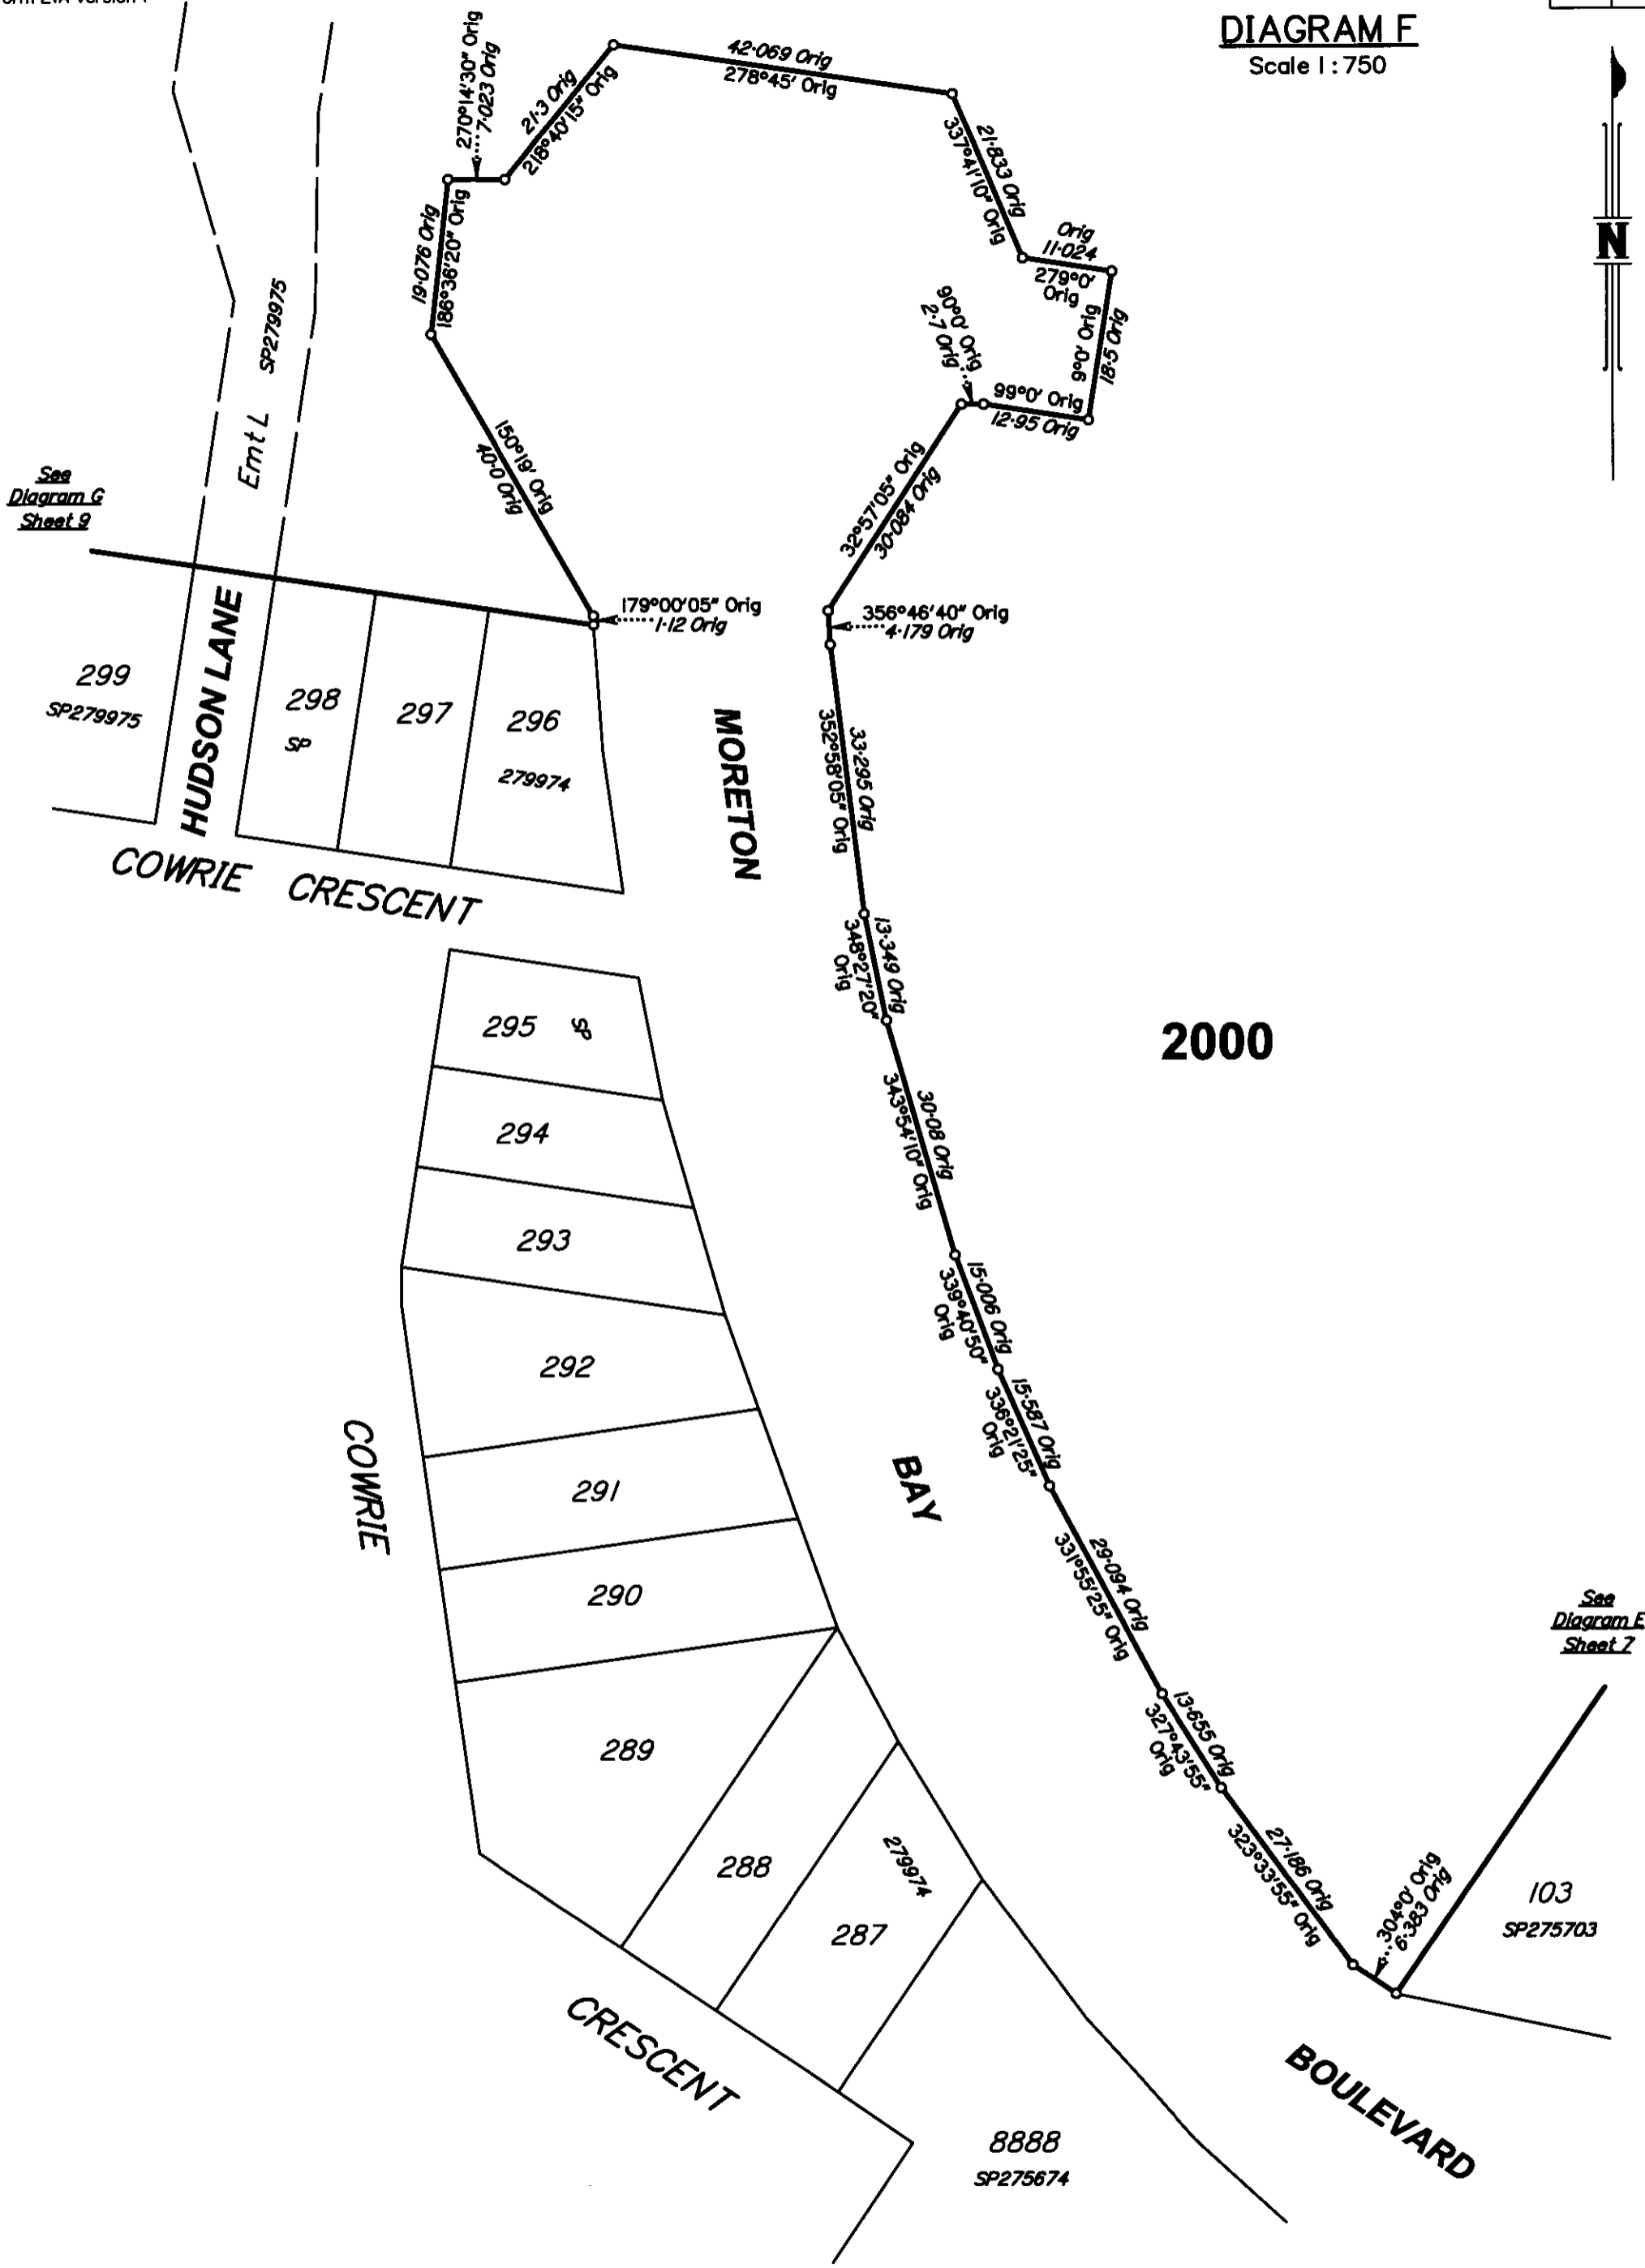 DIAGRAM F
Scale 1 : 750
N
42·069 Orig
278°45' Orig
270°14'30" Orig
7·023 Orig
21·3 Orig
218°40'15" Orig
21·833 Orig
337°41'10" Orig
Orig
11·024
279°0'
Orig
19·076 Orig
186°36'20" Orig
9°0' Orig
18·5 Orig
90°0' Orig
2·7 Orig
99°0' Orig
12·95 Orig
Emt L SP279975
150°19' Orig
40·0 Orig
32°57'05" Orig
30·084 Orig
See
Diagram G
Sheet 9
179°00'05" Orig
1·12 Orig
356°46'40" Orig
4·179 Orig
299
SP279975
HUDSON LANE
298
SP
297
296
279974
MORETON
33·295 Orig
352°58'05" Orig
COWRIE CRESCENT
13·349 Orig
348°27'20"
Orig
295 SP
2000
294
30·08 Orig
343°54'10" Orig
293
15·006 Orig
339°40'50"
Orig
292
15·587 Orig
336°21'25"
Orig
COWRIE
291
BAY
290
29·094 Orig
331°55'25" Orig
See
Diagram E
Sheet 7
289
13·655 Orig
327°43'55"
Orig
288
279974
287
27·186 Orig
323°33'55" Orig
304°0' Orig
6·383 Orig
103
SP275703
CRESCENT
BOULEVARD
8888
SP275674